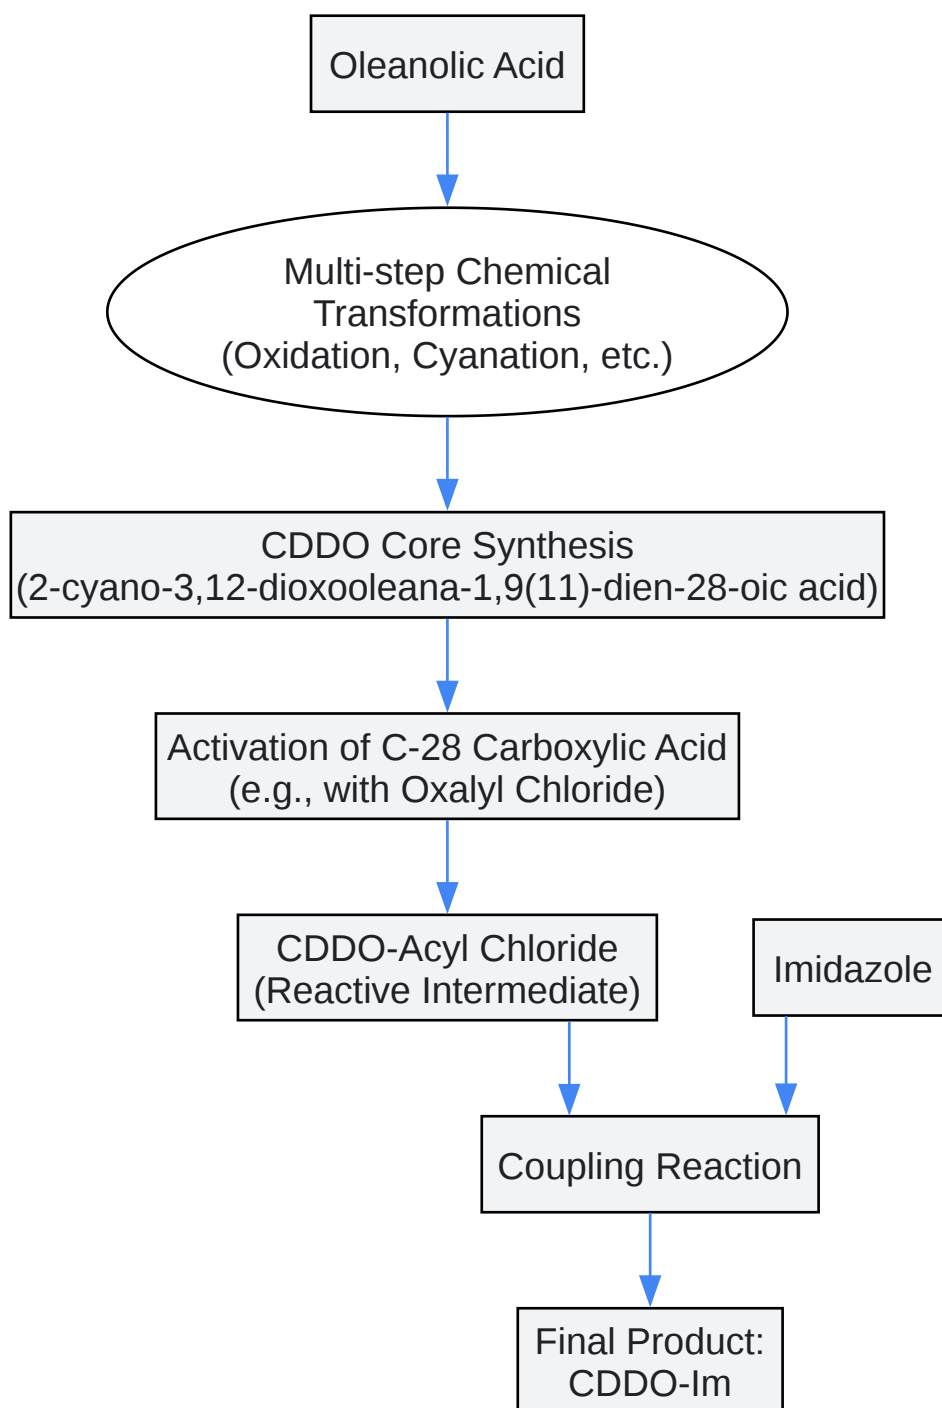 Oleanolic Acid
Multi-step Chemical
Transformations
(Oxidation, Cyanation, etc.)
CDDO Core Synthesis
(2-cyano-3,12-dioxooleana-1,9(11)-dien-28-oic acid)
Activation of C-28 Carboxylic Acid
(e.g., with Oxalyl Chloride)
CDDO-Acyl Chloride
(Reactive Intermediate)
Imidazole
Coupling Reaction
Final Product:
CDDO-Im